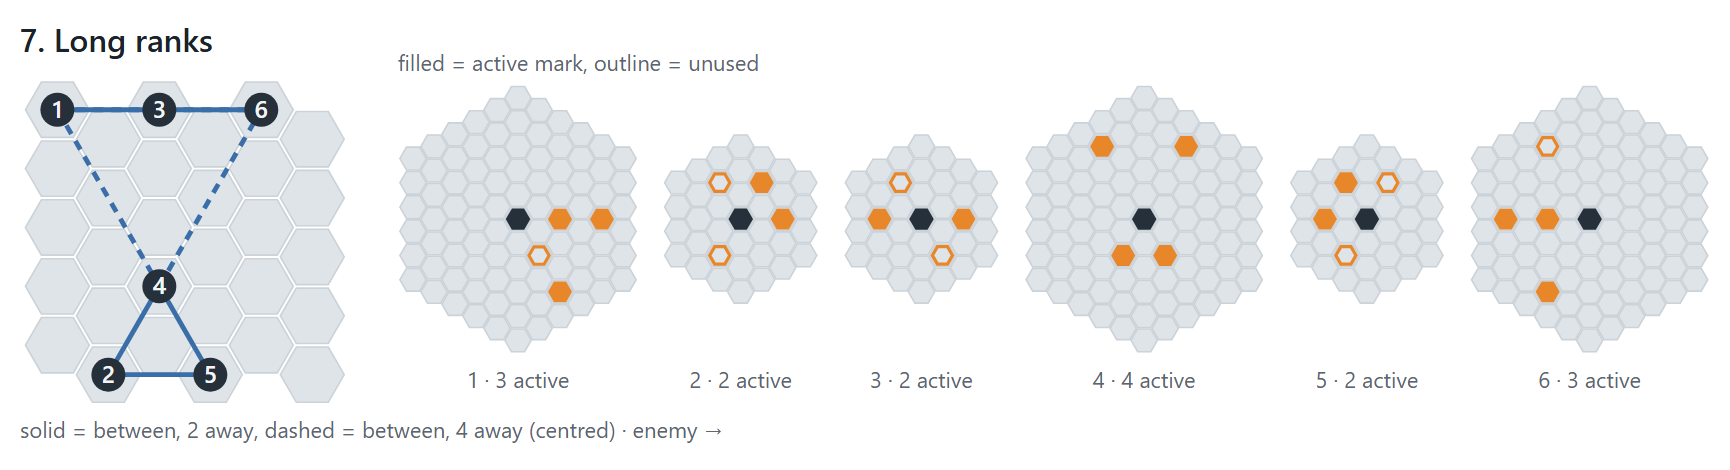 7. Long ranks
filled = active mark, outline = unused
1 3 6
4
2 5
1 · 3 active
2 · 2 active
3 · 2 active
4 · 4 active
5 · 2 active
6 · 3 active
solid = between, 2 away, dashed = between, 4 away (centred) · enemy →